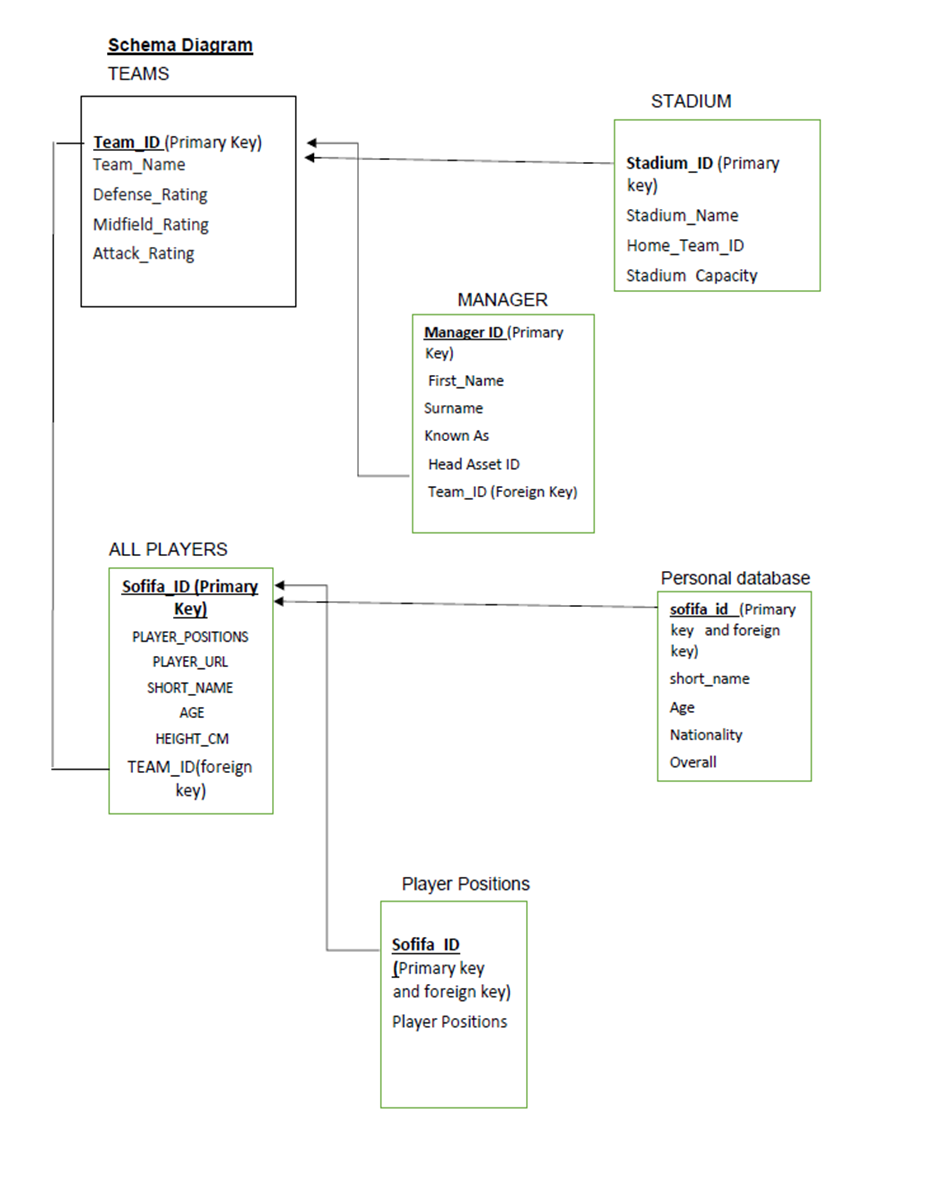 Schema Diagram
TEAMS
Team_ID (Primary Key)
Team_Name
Defense_Rating
Midfield_Rating
Attack_Rating
STADIUM
Stadium_ID (Primary
key)
Stadium_Name
Home_Team_ID
Stadium Capacity
MANAGER
Manager ID (Primary
Key)
First_Name
Surname
Known As
Head Asset ID
Team_ID (Foreign Key)
ALL PLAYERS
Sofifa_ID (Primary
Key)
PLAYER_POSITIONS
PLAYER_URL
SHORT_NAME
AGE
HEIGHT_CM
TEAM_ID(foreign
key)
Personal database
sofifa_id (Primary
key and foreign
key)
short_name
Age
Nationality
Overall
Player Positions
Sofifa ID
(Primary key
and foreign key)
Player Positions